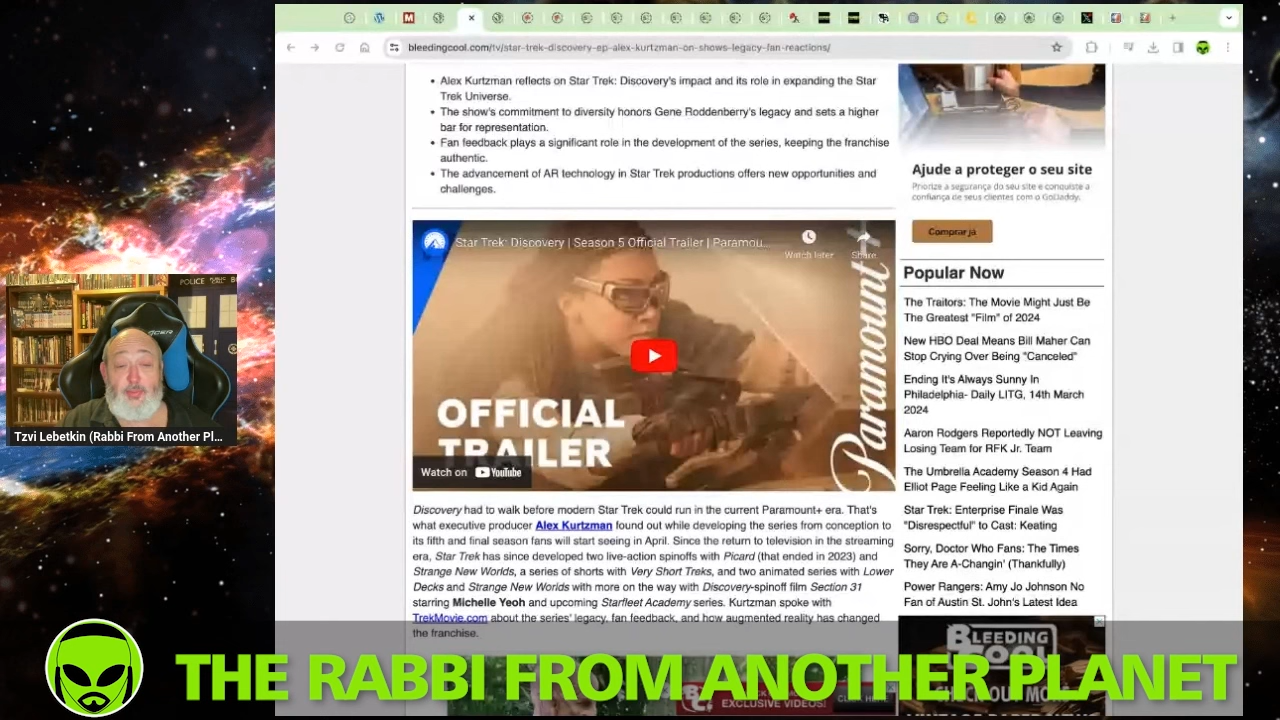 bleedingcool.com/tv/star-trek-discovery-ep-alex-kurtzman-on-shows-legacy-fan-reactions/
• Alex Kurtzman reflects on Star Trek: Discovery's impact and its role in expanding the Star
Trek Universe.
• The show's commitment to diversity honors Gene Roddenberry's legacy and sets a higher
bar for representation.
• Fan feedback plays a significant role in the development of the series, keeping the franchise
authentic.
• The advancement of AR technology in Star Trek productions offers new opportunities and
challenges.
Star Trek: Discovery | Season 5 Official Trailer | Paramou...
Watch later
Share
Paramount
OFFICIAL
TRAILER
Watch on YouTube
Discovery had to walk before modern Star Trek could run in the current Paramount+ era. That's
what executive producer Alex Kurtzman found out while developing the series from conception to
its fifth and final season fans will start seeing in April. Since the return to television in the streaming
era, Star Trek has since developed two live-action spinoffs with Picard (that ended in 2023) and
Strange New Worlds, a series of shorts with Very Short Treks, and two animated series with Lower
Decks and Strange New Worlds with more on the way with Discovery-spinoff film Section 31
starring Michelle Yeoh and upcoming Starfleet Academy series. Kurtzman spoke with
TrekMovie.com about the series' legacy, fan feedback, and how augmented reality has changed
the franchise.
Ajude a proteger o seu site
Priorize a segurança do seu site e conquiste a
confiança de seus clientes com o GoDaddy.
Comprar já
Popular Now
The Traitors: The Movie Might Just Be
The Greatest "Film" of 2024
New HBO Deal Means Bill Maher Can
Stop Crying Over Being "Canceled"
Ending It's Always Sunny In
Philadelphia- Daily LITG, 14th March
2024
Aaron Rodgers Reportedly NOT Leaving
Losing Team for RFK Jr. Team
The Umbrella Academy Season 4 Had
Elliot Page Feeling Like a Kid Again
Star Trek: Enterprise Finale Was
"Disrespectful" to Cast: Keating
Sorry, Doctor Who Fans: The Times
They Are A-Changin' (Thankfully)
Power Rangers: Amy Jo Johnson No
Fan of Austin St. John's Latest Idea
BLEEDING
COOL
CHECK OUT MO
EXCLUSIVE VIDEOS!
CLICK HERE
POLICE
acer
Tzvi Lebetkin (Rabbi From Another Pl...
THE RABBI FROM ANOTHER PLANET